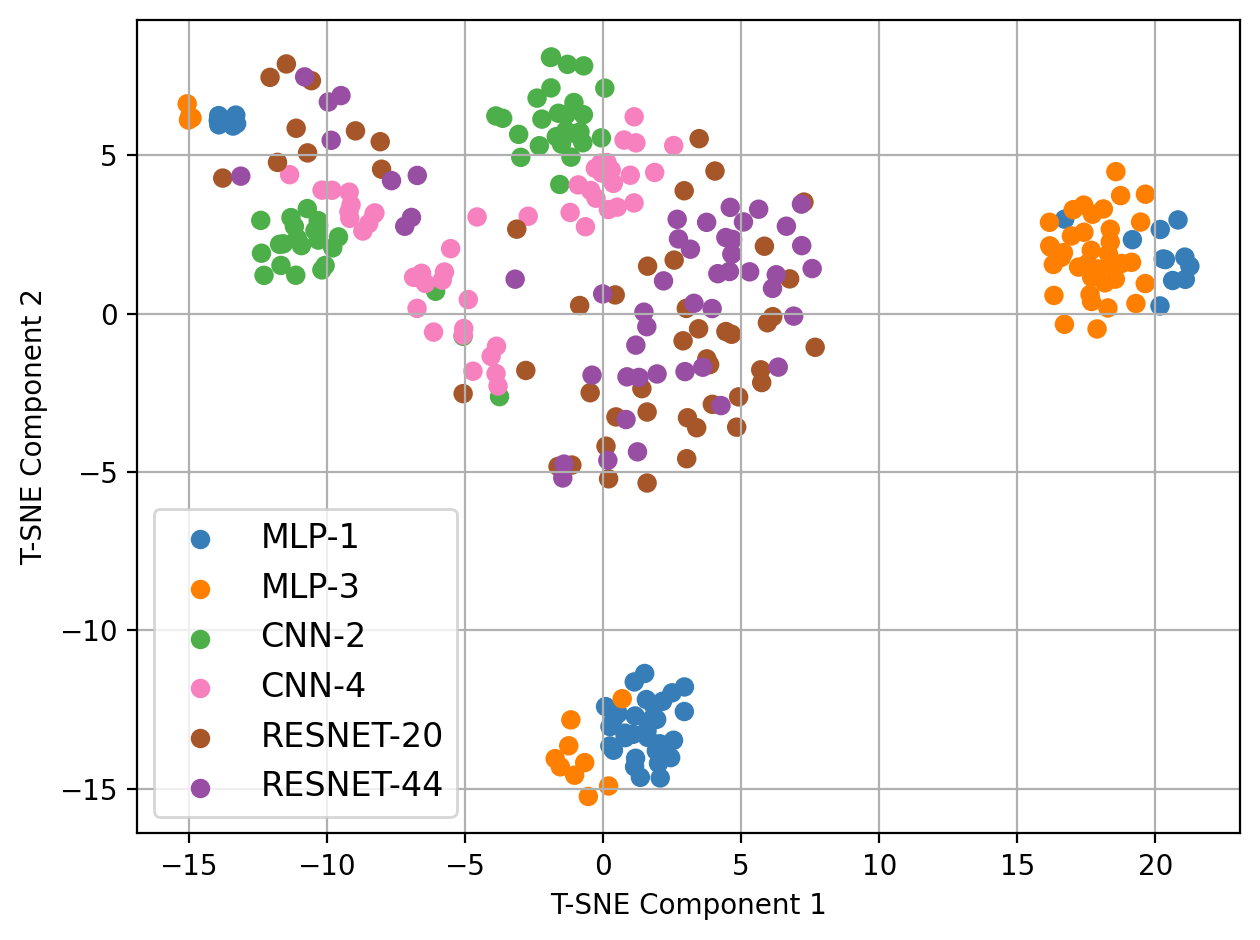 5
0
−5
−10
−15
T-SNE Component 2
MLP-1
MLP-3
CNN-2
CNN-4
RESNET-20
RESNET-44
−15 −10 −5 0 5 10 15 20
T-SNE Component 1